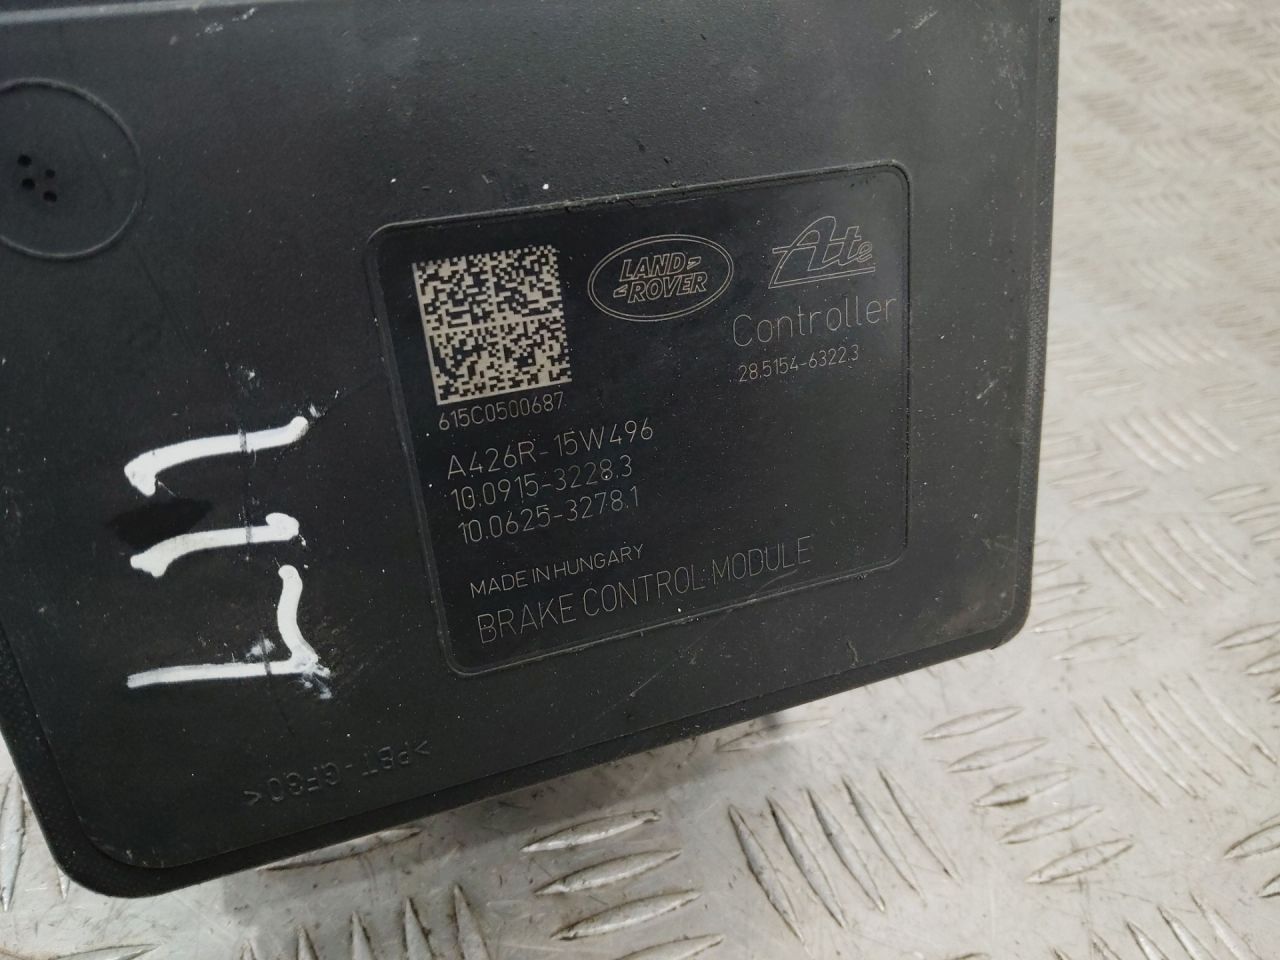 LAND
ROVER
Ate
Controller
28.5154-6322.3
615C0500687
A426R-15W496
10.0915-3228.3
10.0625-3278.1
MADE IN HUNGARY
BRAKE CONTROL MODULE
>PBT-GF30<